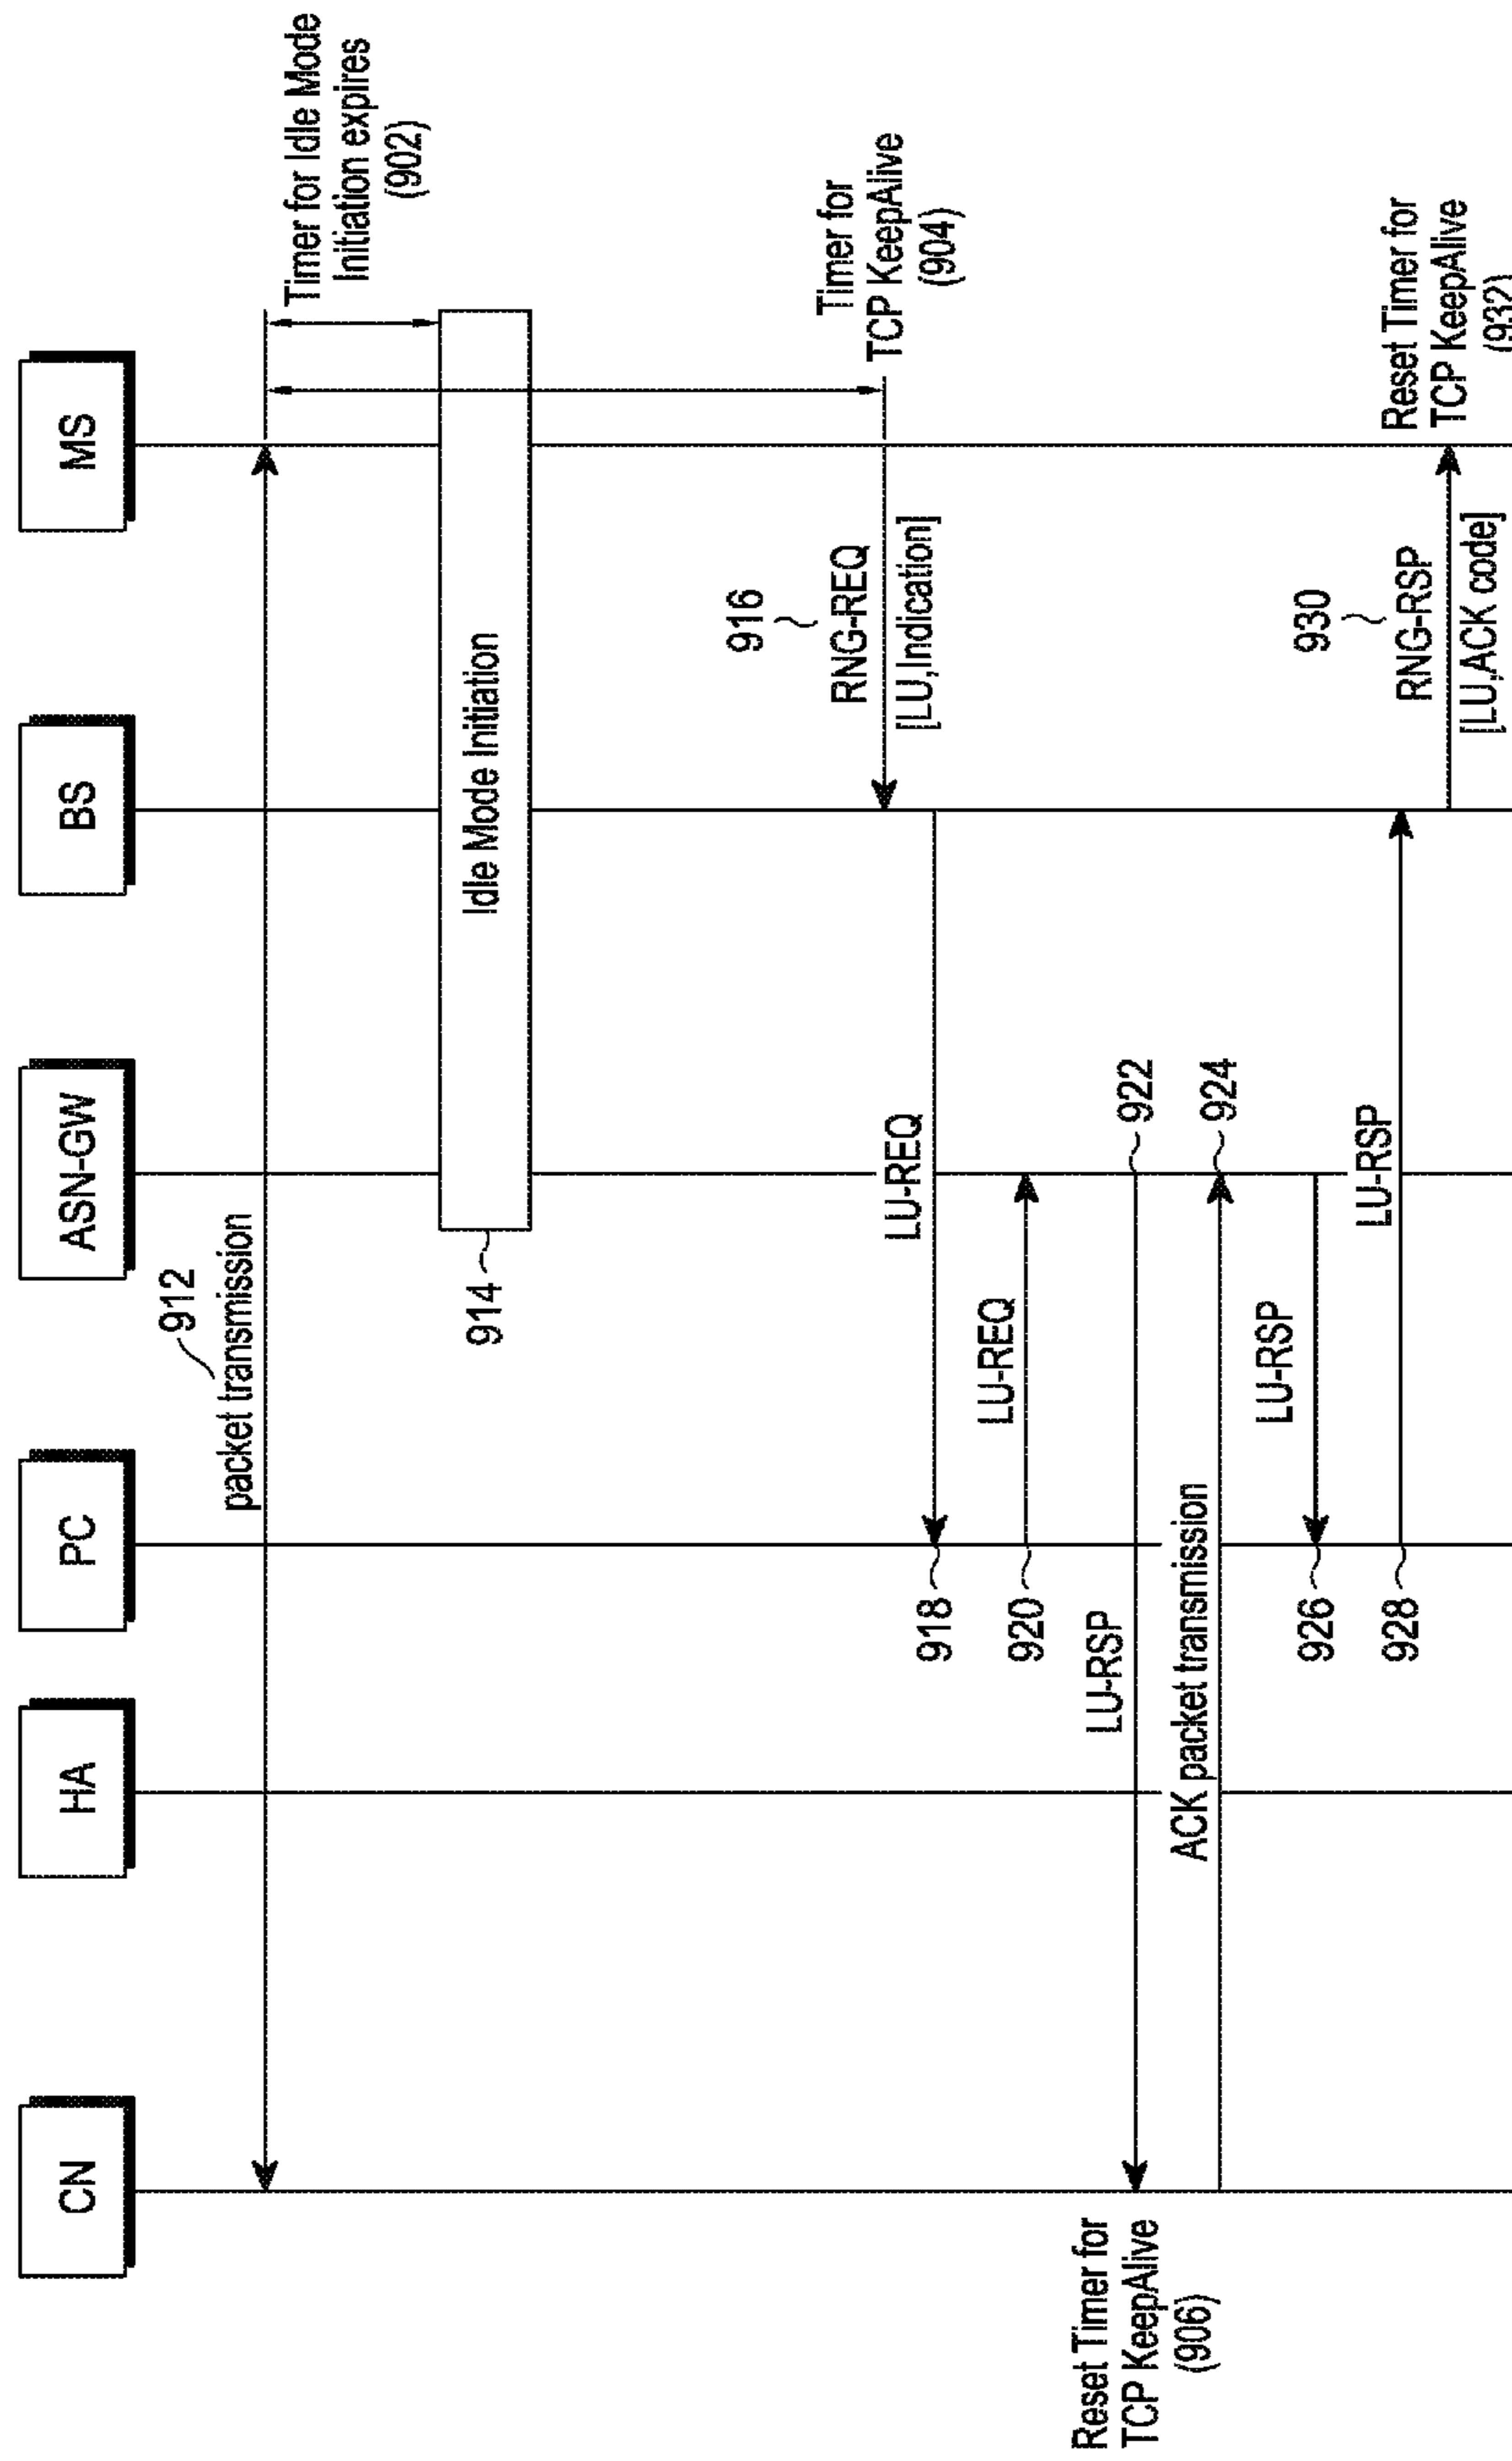 CN
HA
PC
ASN-GW
BS
MS
912
packet transmission
Timer for Idle Mode
Initiation expires
(902)
914
Idle Mode Initiation
916
RNG-REQ
[LU,Indication]
Timer for
TCP KeepAlive
(904)
LU-REQ
918
LU-REQ
920
LU-RSP
922
Reset Timer for
TCP KeepAlive
(906)
ACK packet transmission
924
LU-RSP
926
LU-RSP
928
930
RNG-RSP
[LU,ACK code]
Reset Timer for
TCP KeepAlive
(932)